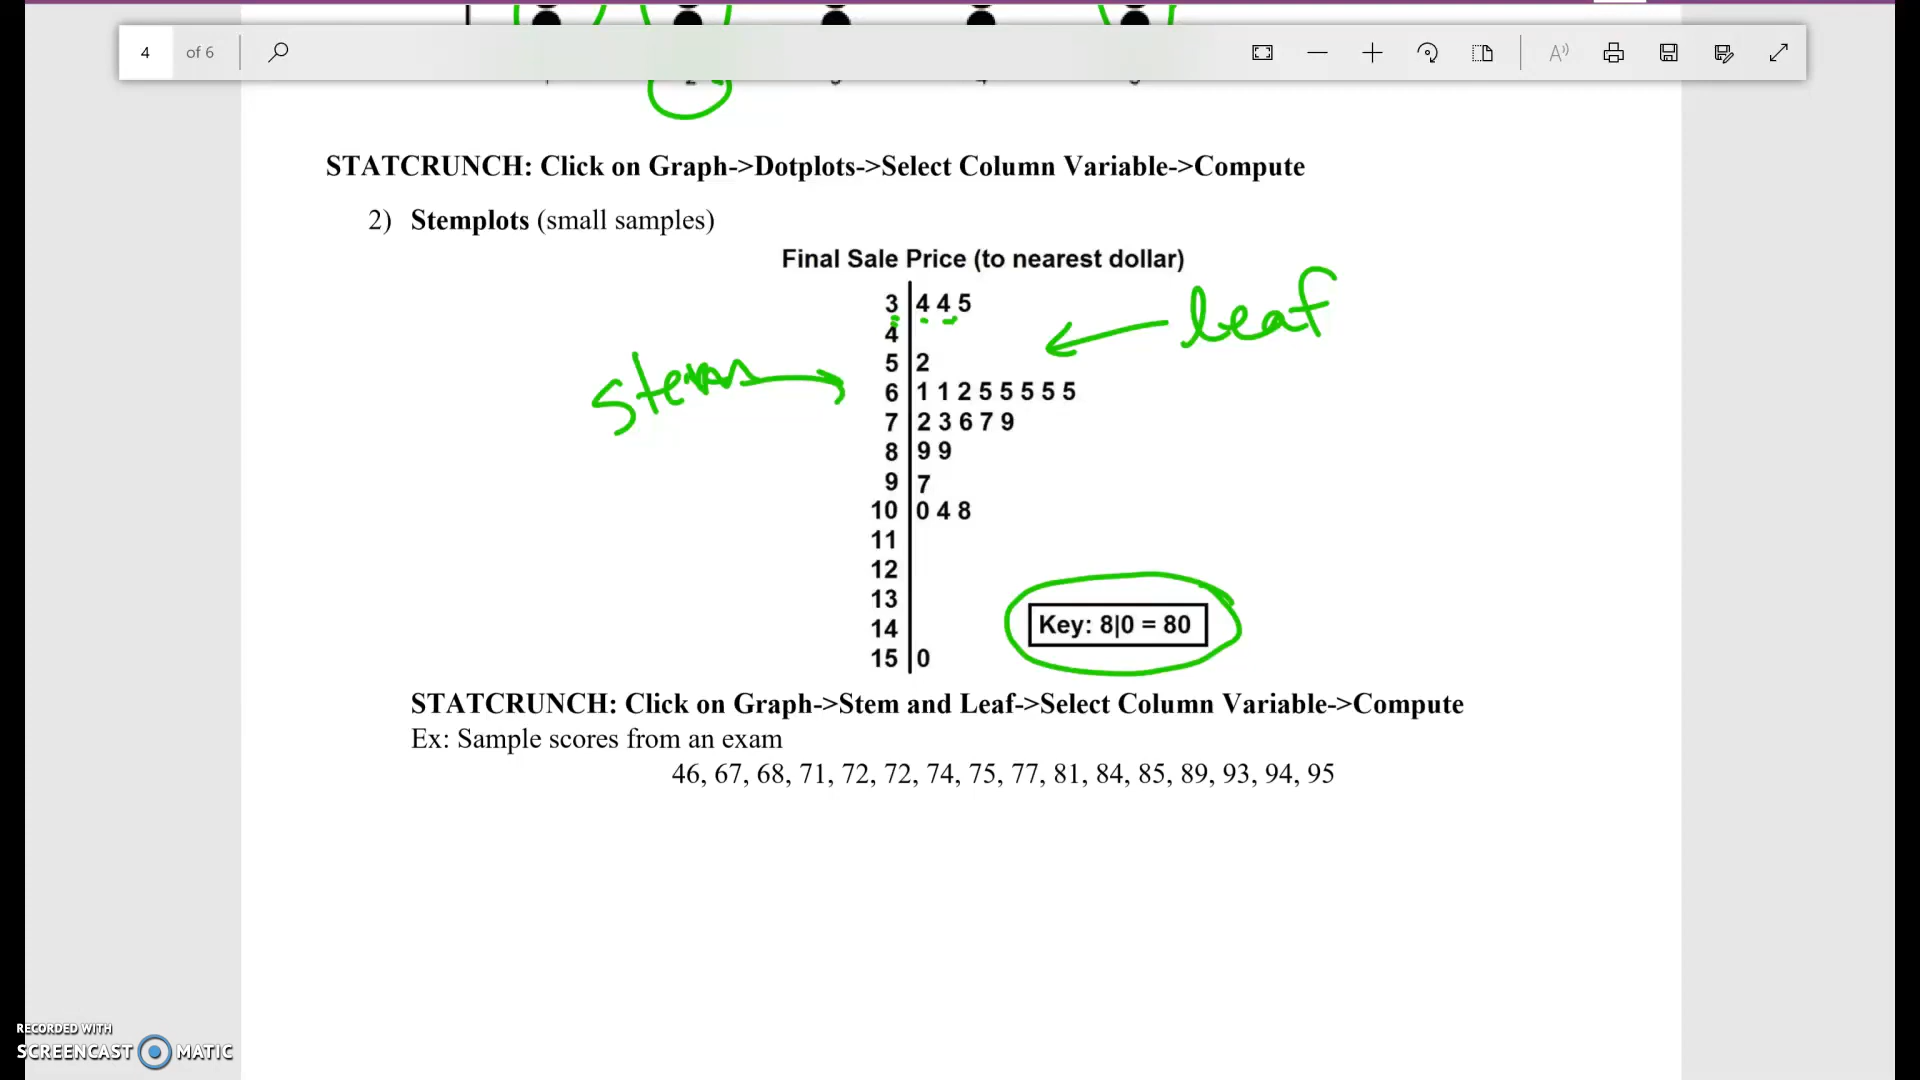 4 of 6
2
STATCRUNCH: Click on Graph->Dotplots->Select Column Variable->Compute
2) Stemplots (small samples)
Final Sale Price (to nearest dollar)
3 | 4 4 5
4 |
5 | 2
6 | 1 1 2 5 5 5 5 5
7 | 2 3 6 7 9
8 | 9 9
9 | 7
10 | 0 4 8
11 |
12 |
13 |
14 |
15 | 0
leaf
stems
Key: 8|0 = 80
STATCRUNCH: Click on Graph->Stem and Leaf->Select Column Variable->Compute
Ex: Sample scores from an exam
46, 67, 68, 71, 72, 72, 74, 75, 77, 81, 84, 85, 89, 93, 94, 95
RECORDED WITH
SCREENCAST MATIC